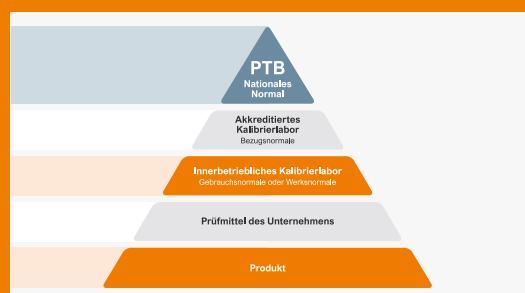 PTB
Nationales
Normal
Akkreditiertes
Kalibrierlabor
Bezugsnormale
Innerbetriebliches Kalibrierlabor
Gebrauchsnormale oder Werksnormale
Prüfmittel des Unternehmens
Produkt